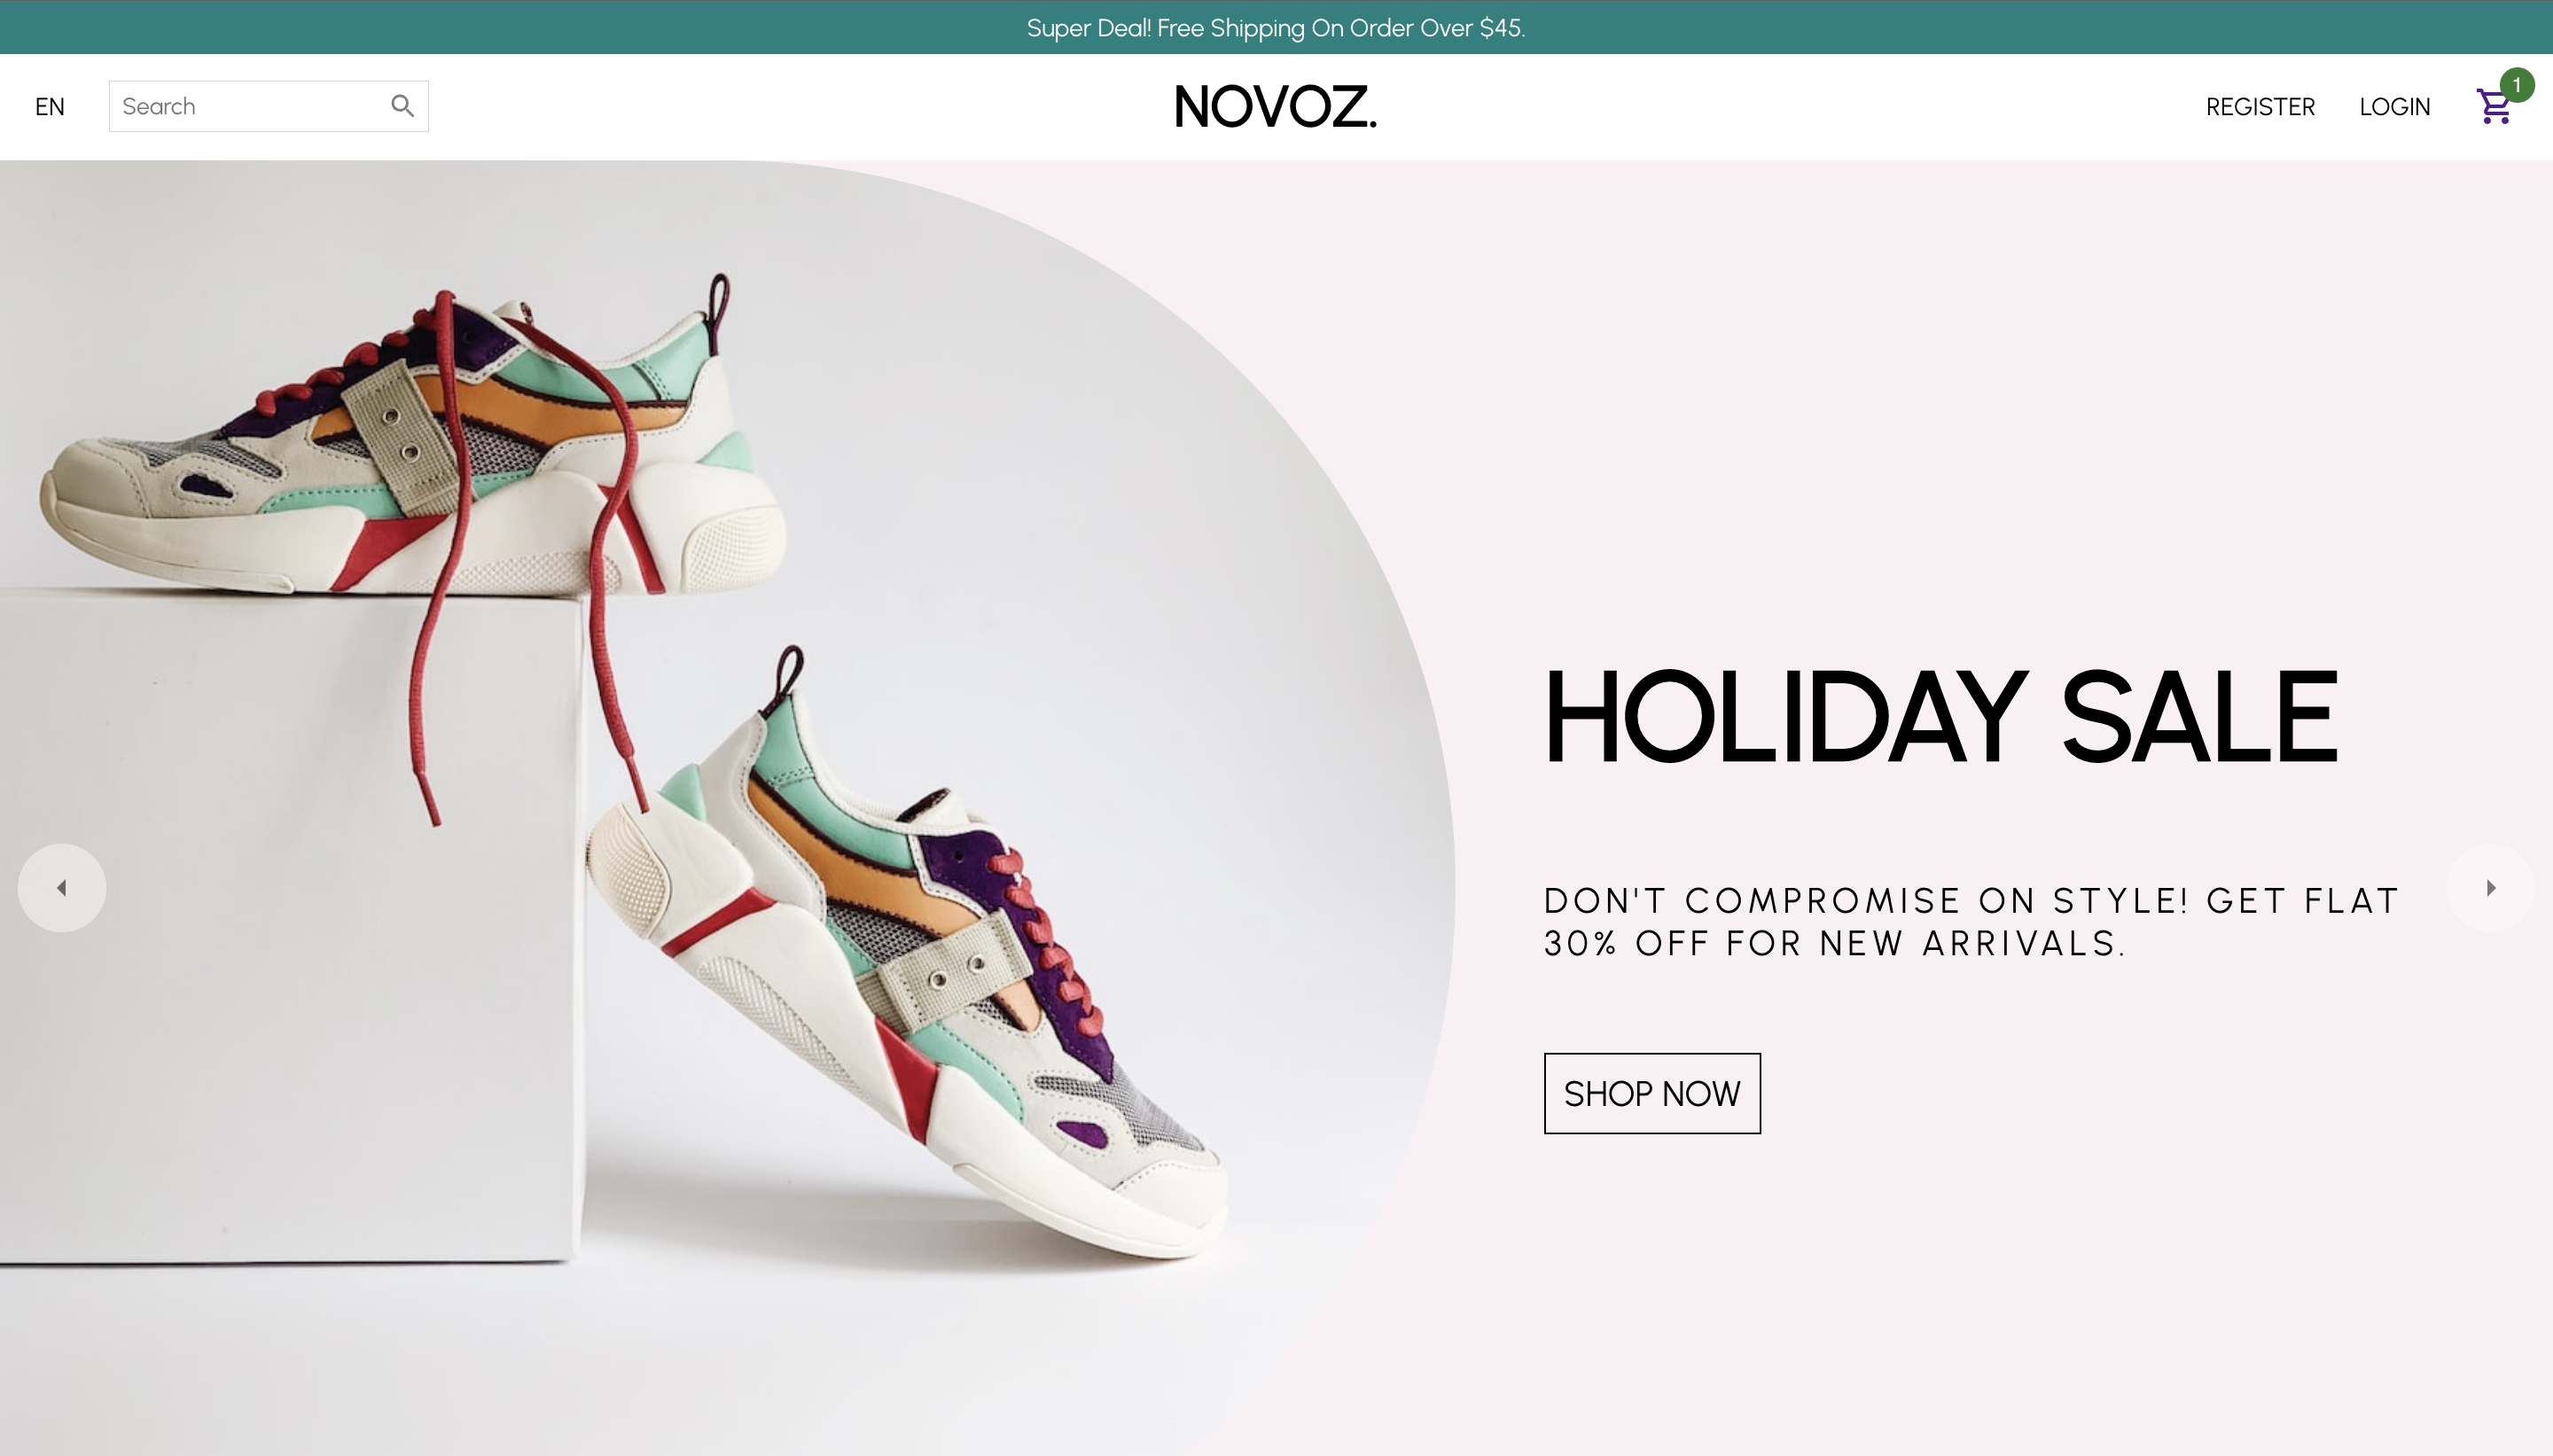 Super Deal! Free Shipping On Order Over $45.
EN
Search
NOVOZ.
REGISTER
LOGIN
1
HOLIDAY SALE
DON'T COMPROMISE ON STYLE! GET FLAT
30% OFF FOR NEW ARRIVALS.
SHOP NOW